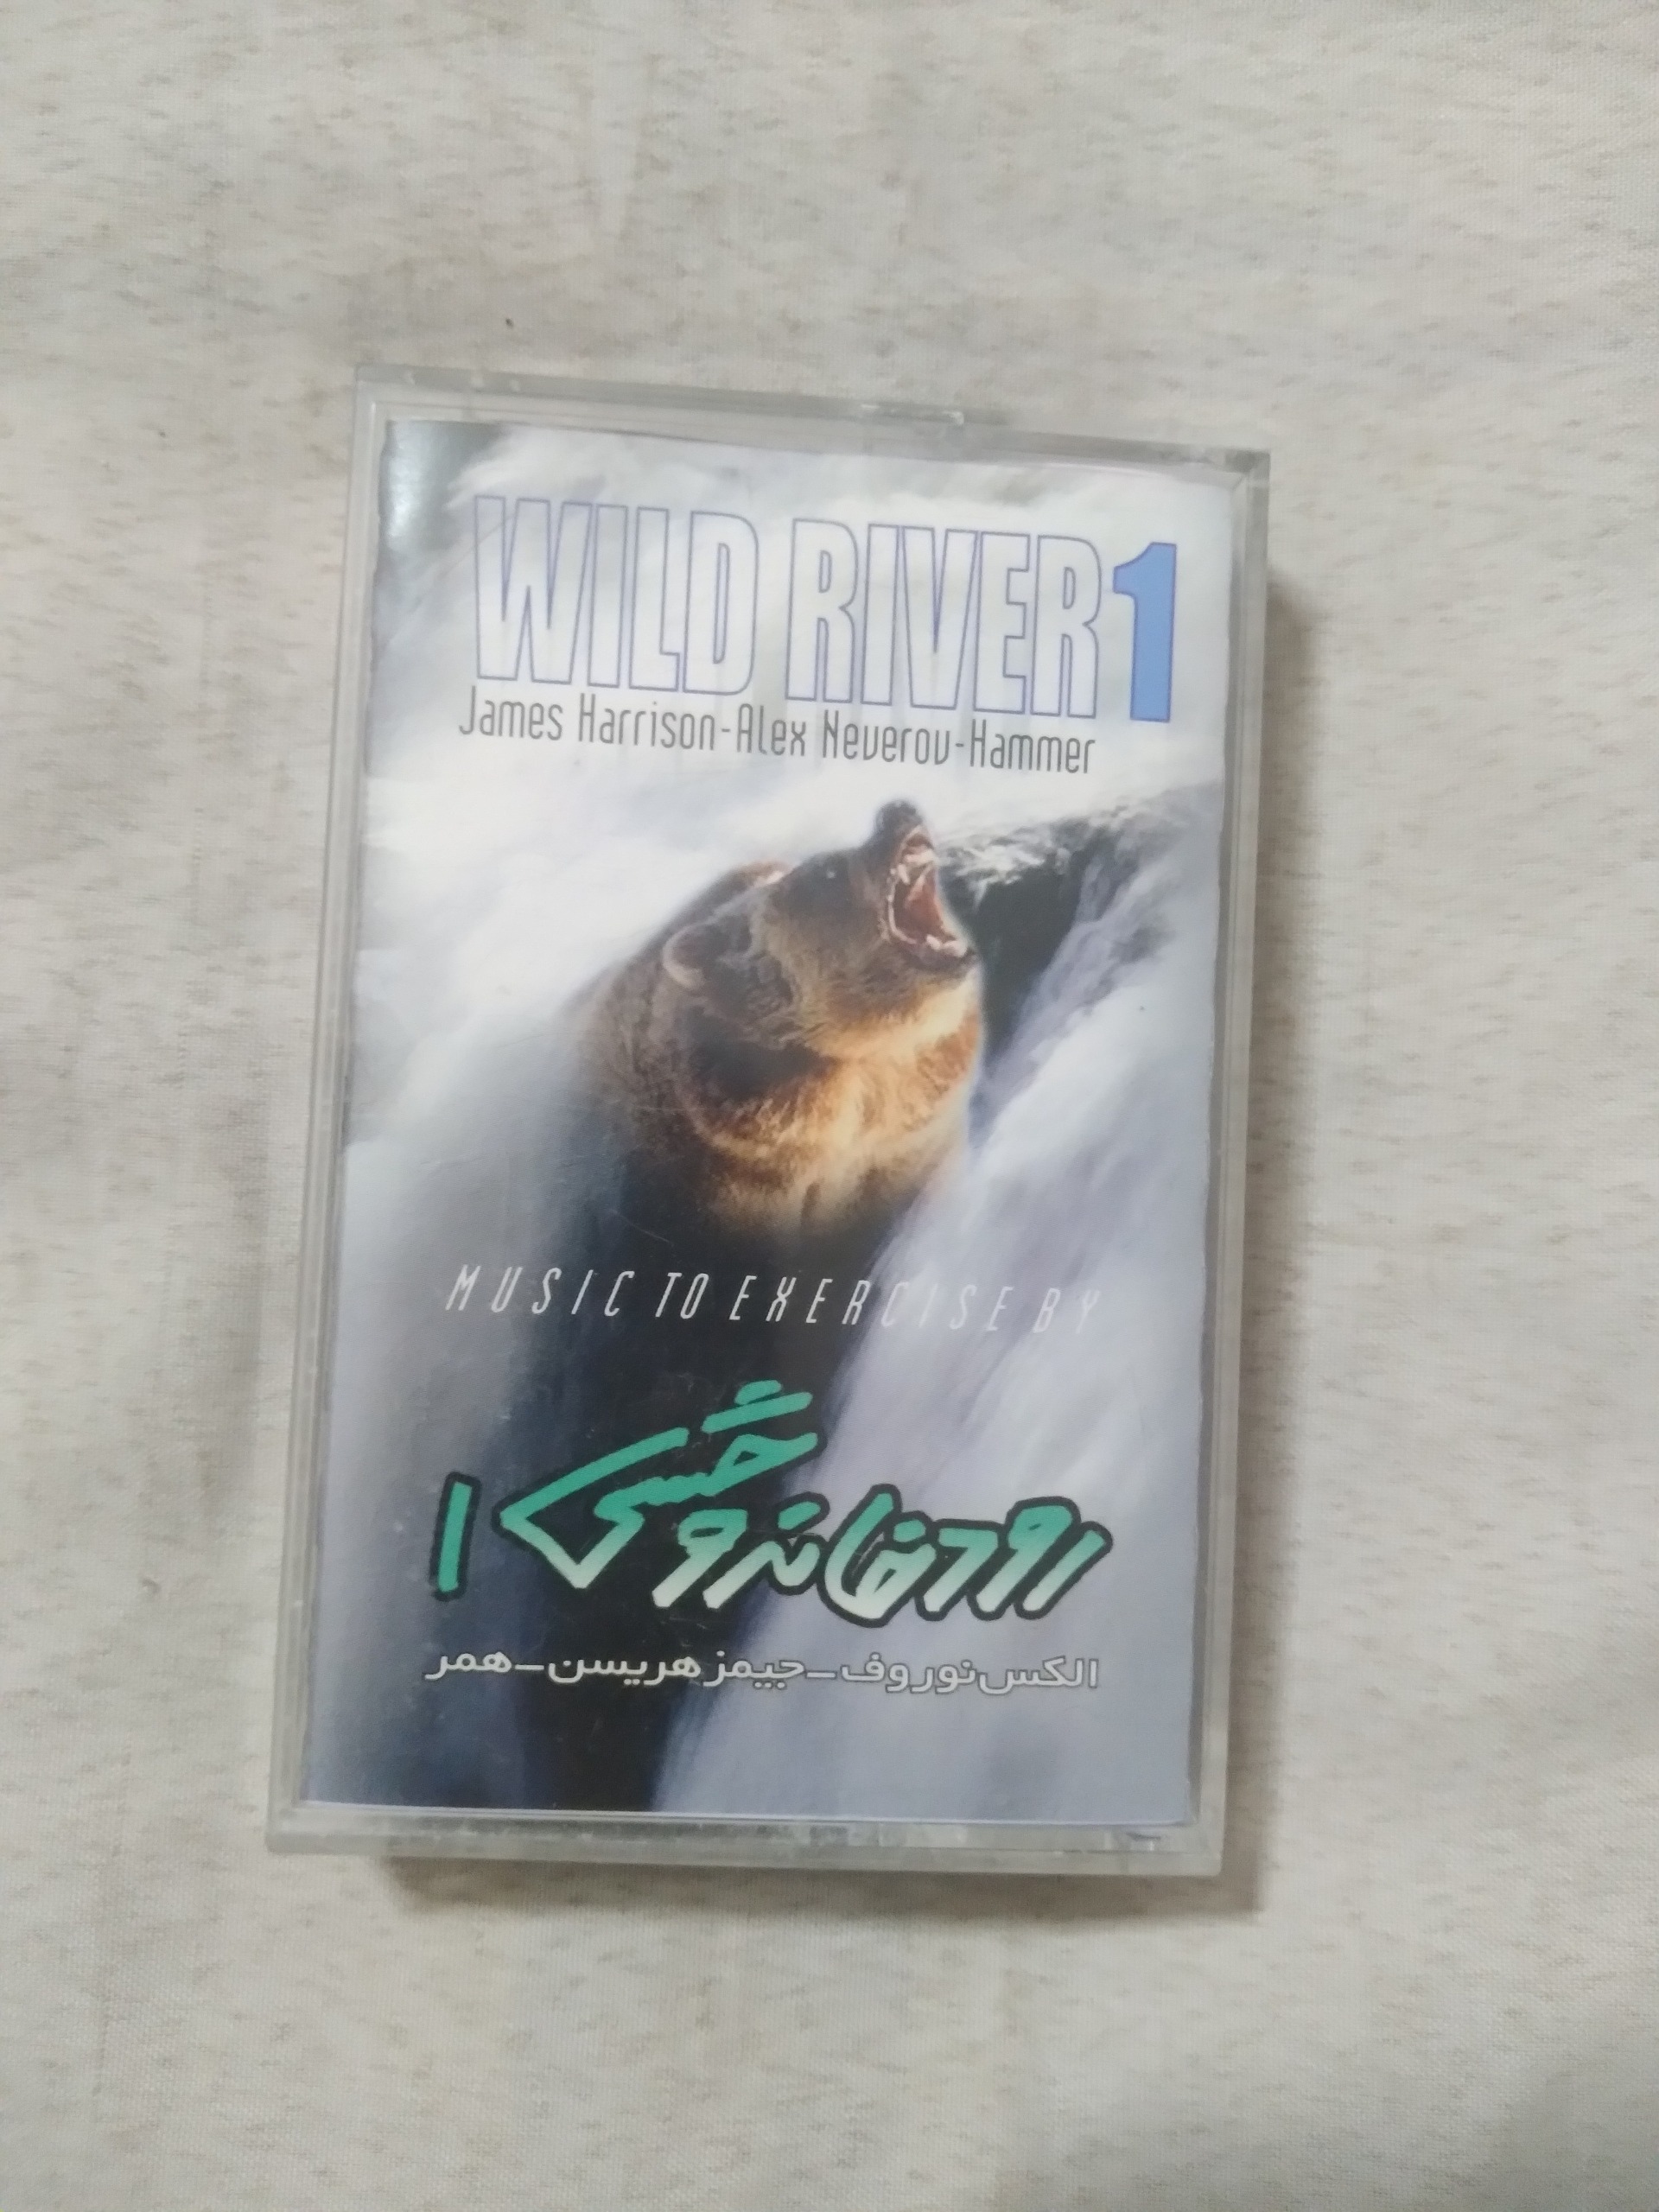 WILD RIVER 1
James Harrison-Alex Neverov-Hammer
MUSIC TO EXERCISE BY
رودخانه وحشی ۱
الکس نوروف-جیمز هریسن-همر